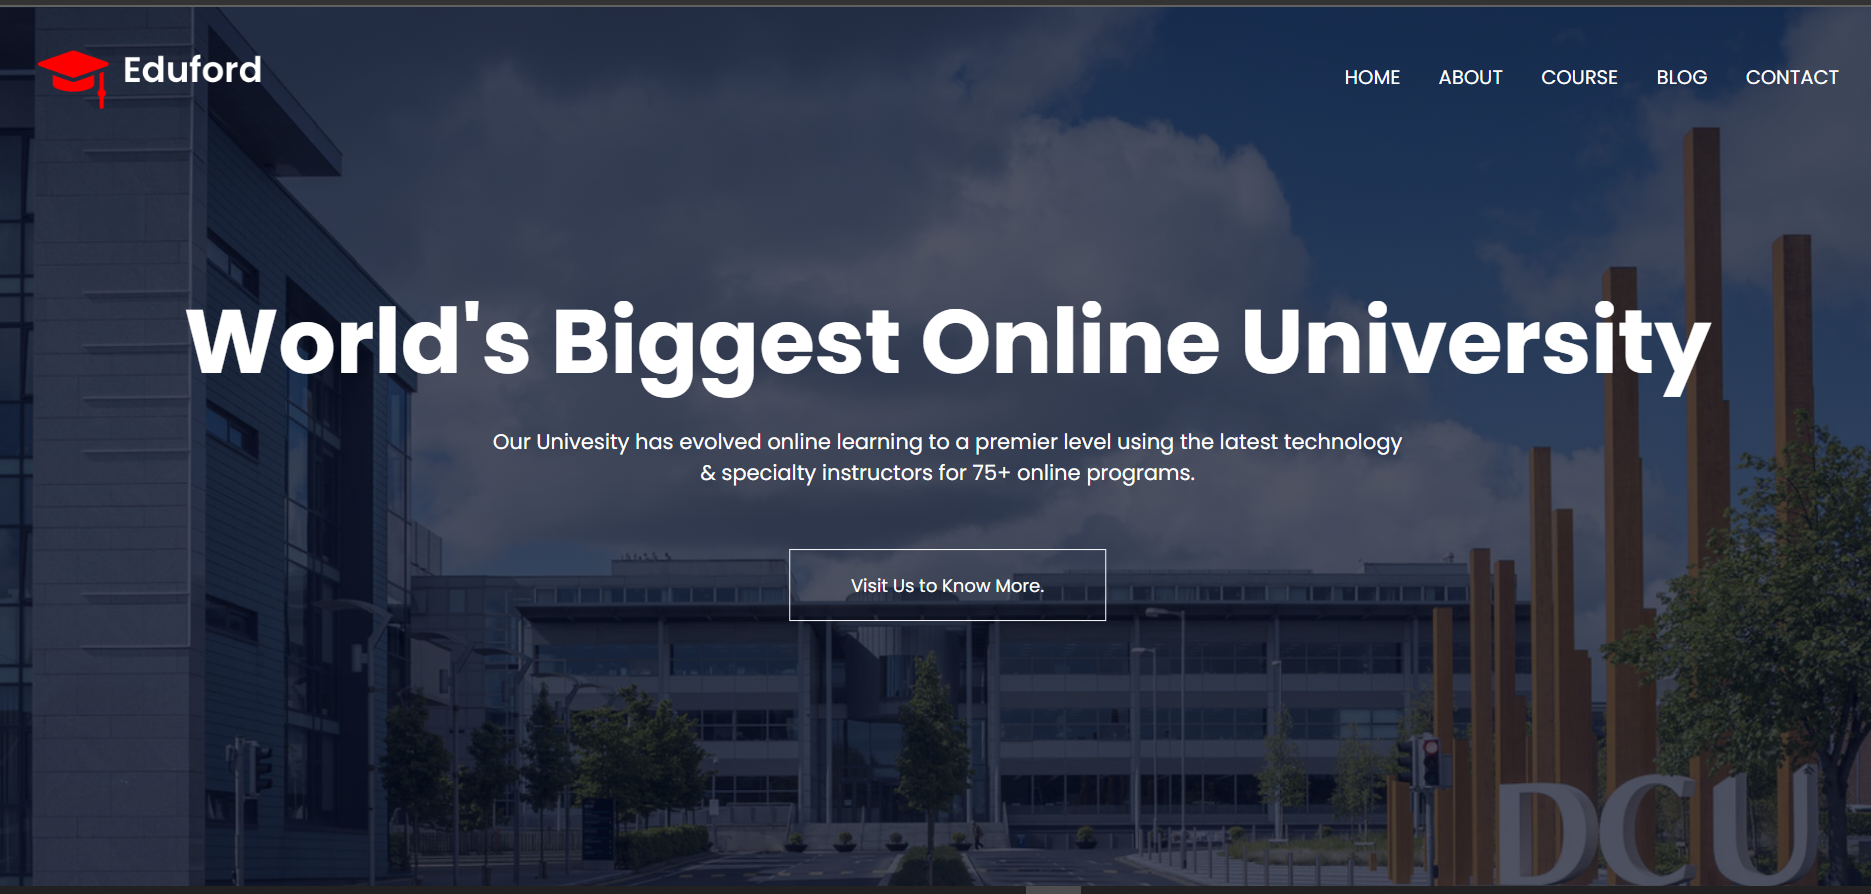 Eduford
HOME ABOUT COURSE BLOG CONTACT
World's Biggest Online University
Our Univesity has evolved online learning to a premier level using the latest technology
& specialty instructors for 75+ online programs.
Visit Us to Know More.
DCU